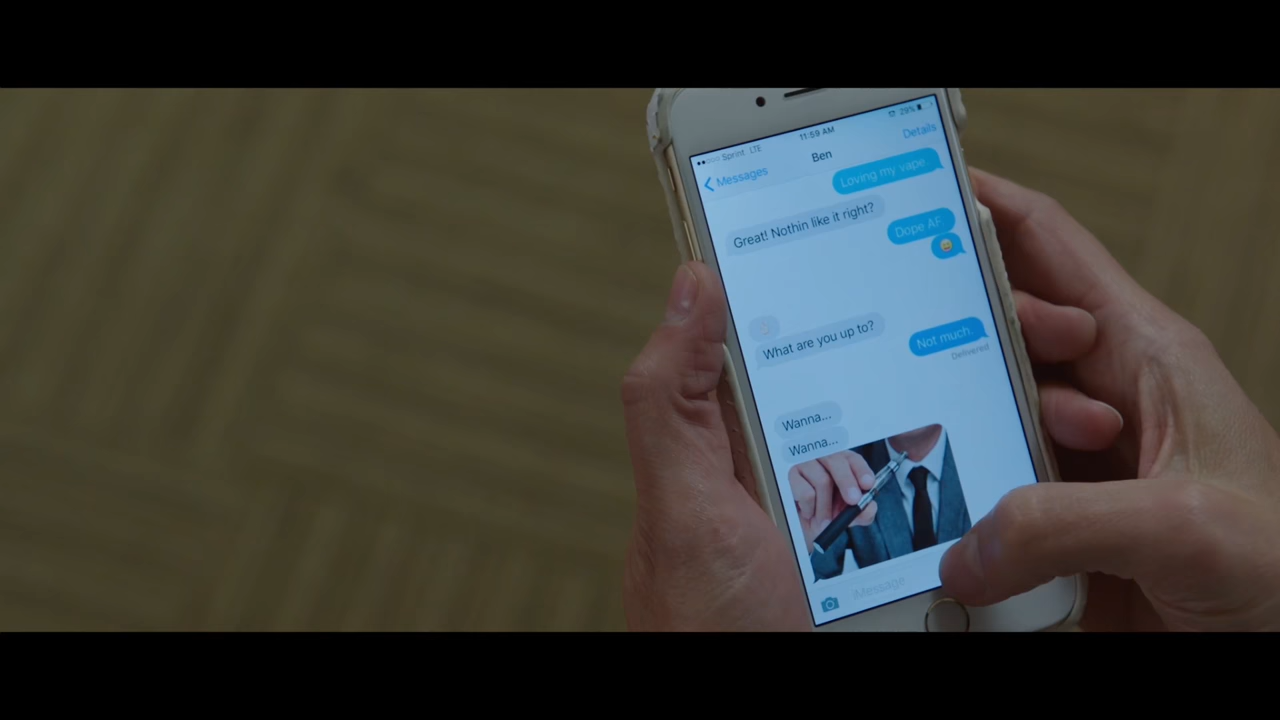 Sprint LTE
11:59 AM
29%
Messages
Ben
Details
Loving my vape.
Great! Nothin like it right?
Dope AF.
What are you up to?
Not much.
Delivered
Wanna...
Wanna...
iMessage